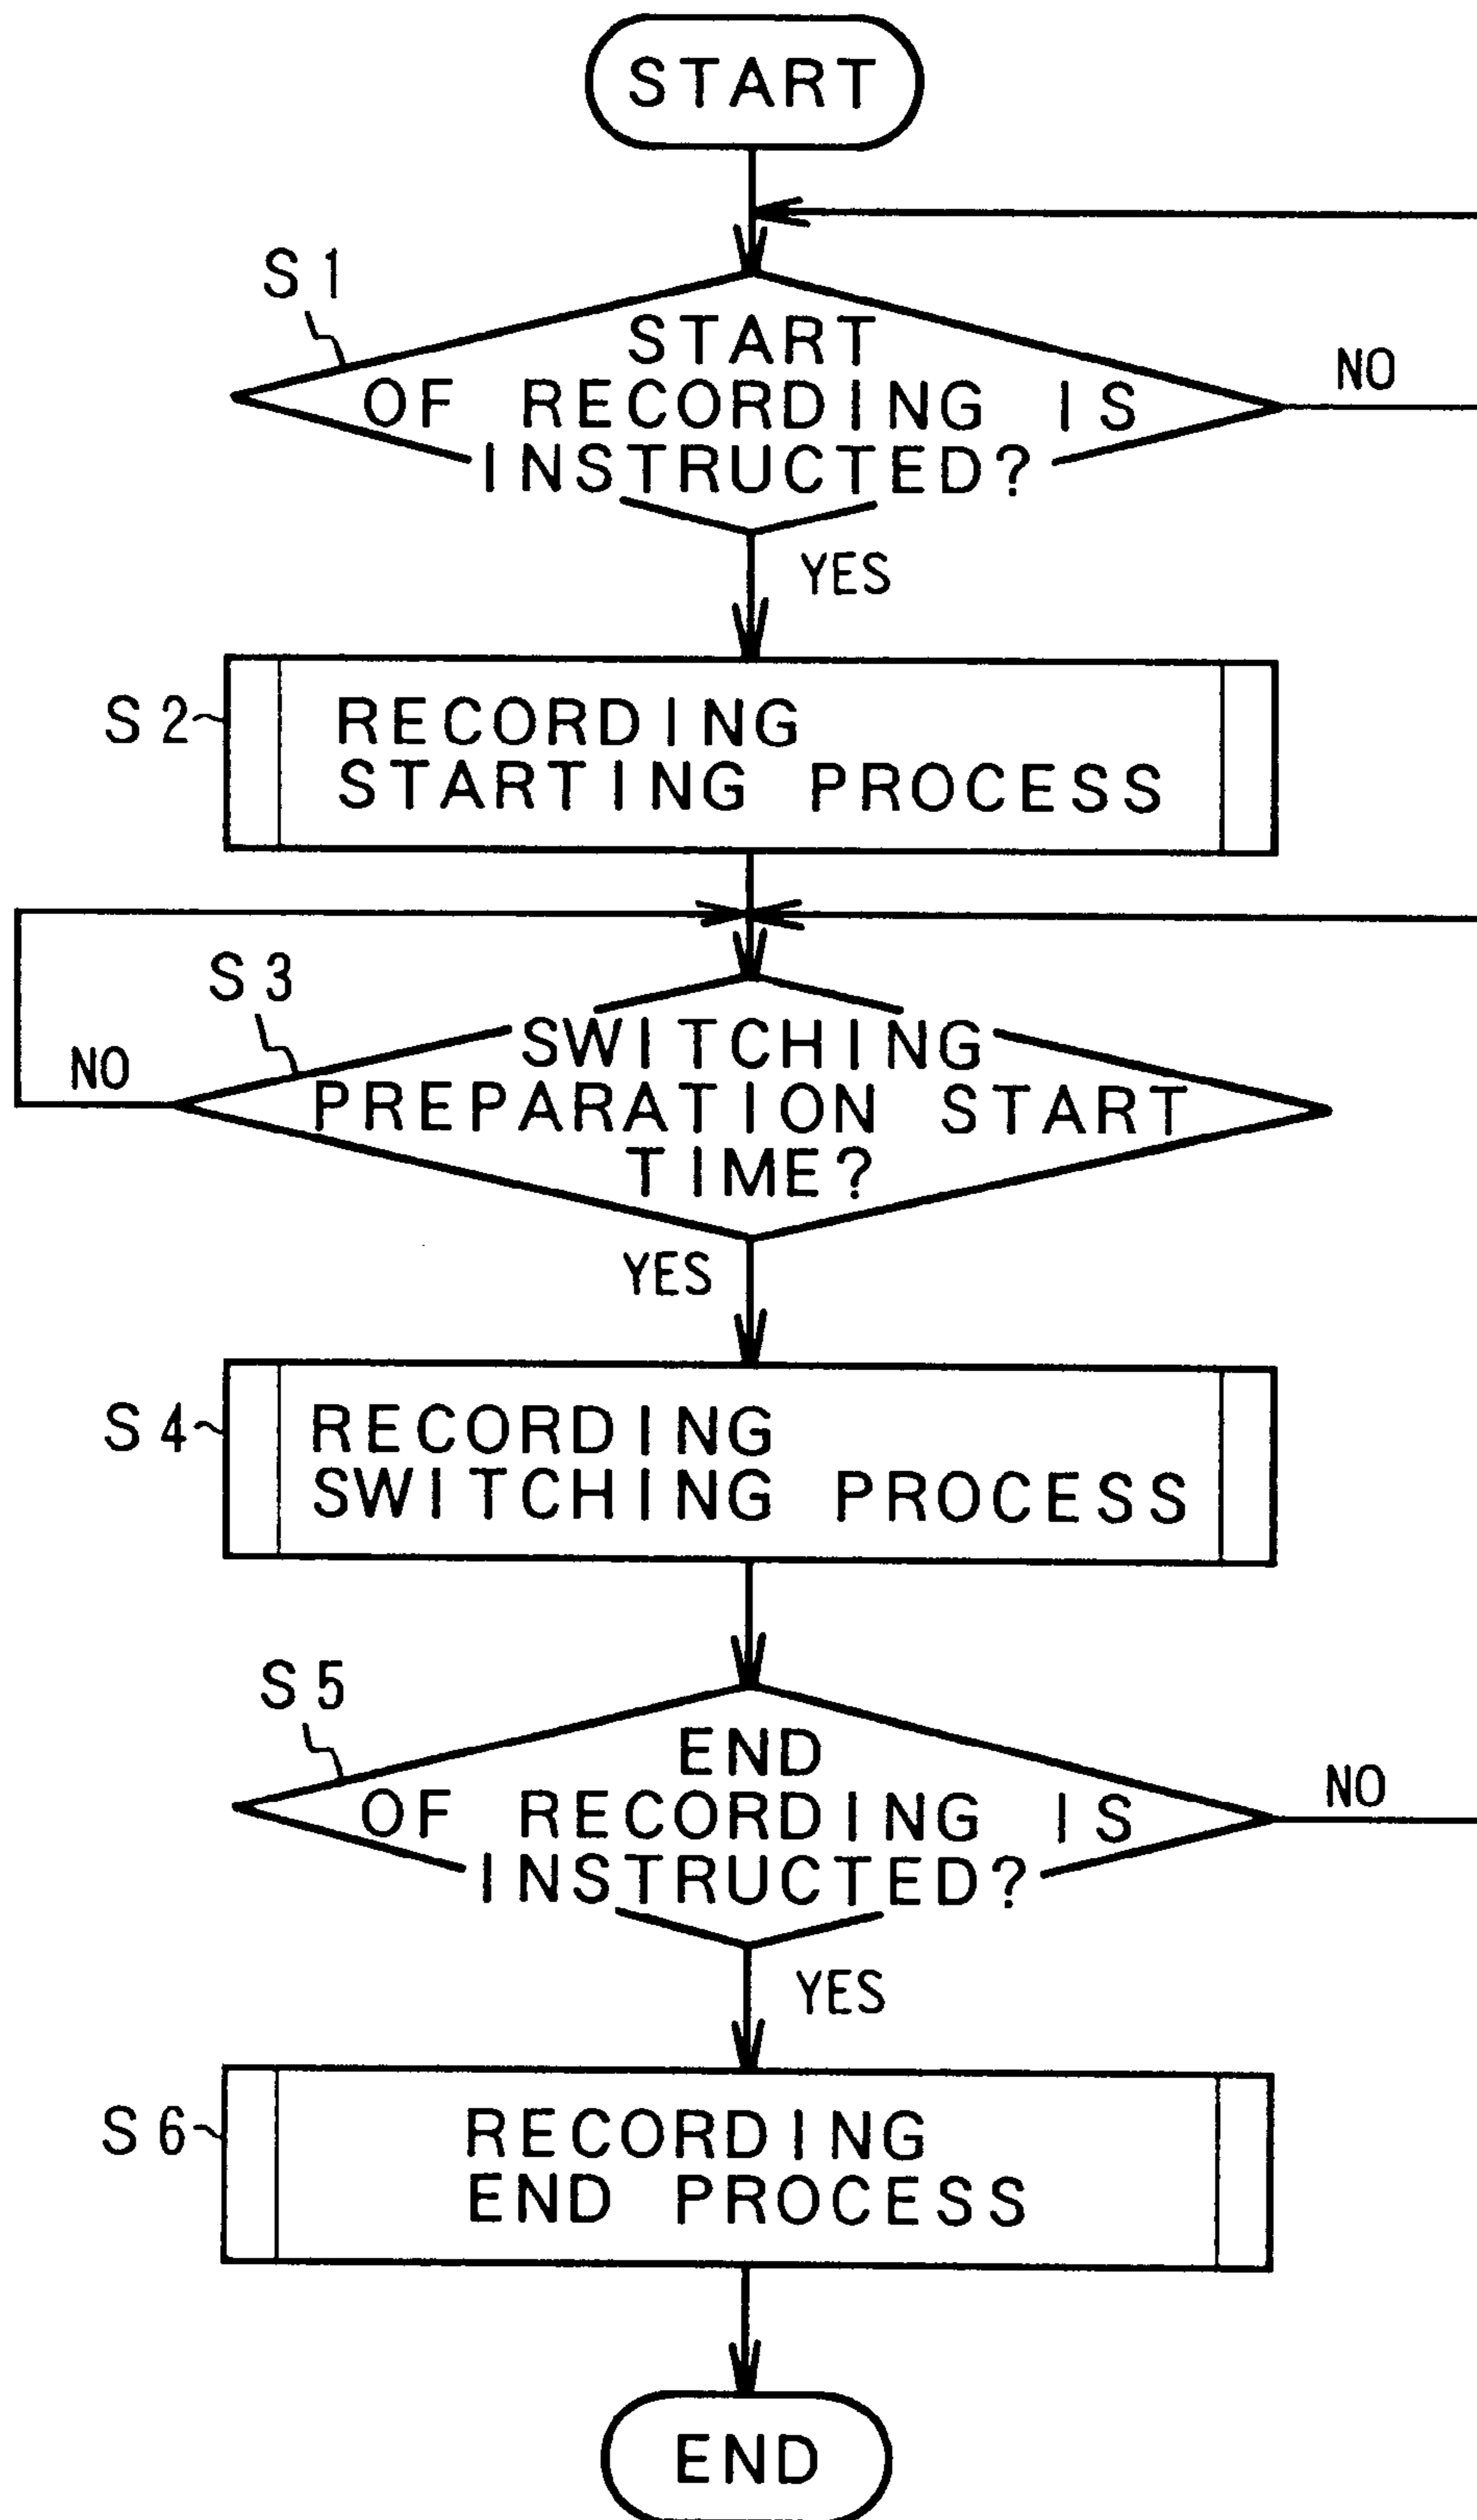 START
S1
START
OF RECORDING IS
INSTRUCTED?
NO
YES
S2
RECORDING
STARTING PROCESS
S3
NO
SWITCHING
PREPARATION START
TIME?
YES
S4
RECORDING
SWITCHING PROCESS
S5
END
OF RECORDING IS
INSTRUCTED?
NO
YES
S6
RECORDING
END PROCESS
END